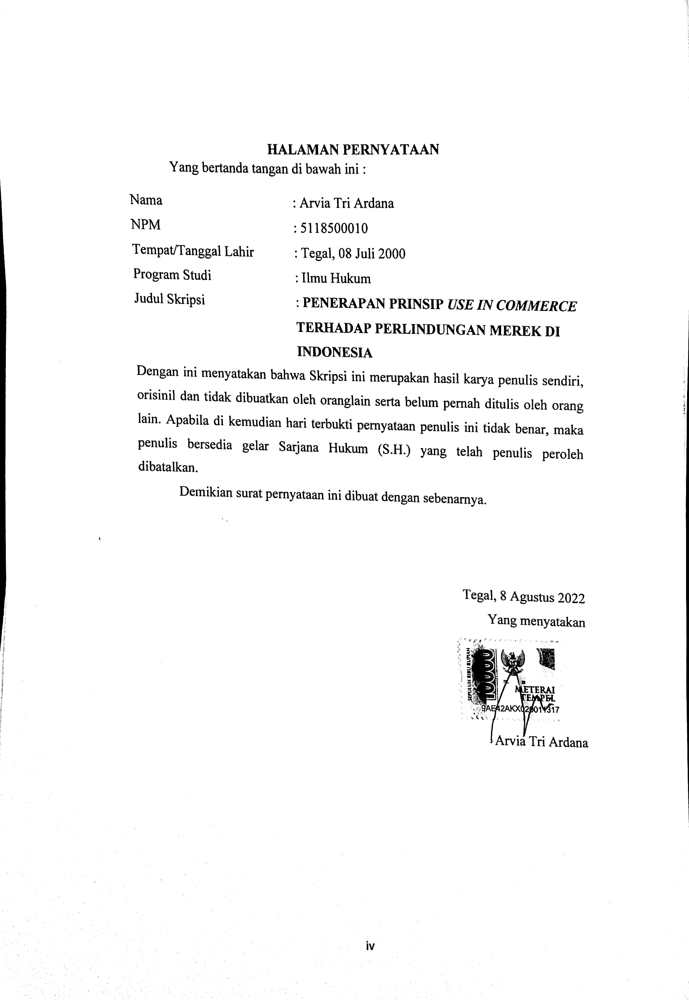 HALAMAN PERNYATAAN
Yang bertanda tangan di bawah ini :
Nama : Arvia Tri Ardana
NPM : 5118500010
Tempat/Tanggal Lahir : Tegal, 08 Juli 2000
Program Studi : Ilmu Hukum
Judul Skripsi : PENERAPAN PRINSIP USE IN COMMERCE
TERHADAP PERLINDUNGAN MEREK DI
INDONESIA
Dengan ini menyatakan bahwa Skripsi ini merupakan hasil karya penulis sendiri,
orisinil dan tidak dibuatkan oleh oranglain serta belum pernah ditulis oleh orang
lain. Apabila di kemudian hari terbukti pernyataan penulis ini tidak benar, maka
penulis bersedia gelar Sarjana Hukum (S.H.) yang telah penulis peroleh
dibatalkan.
Demikian surat pernyataan ini dibuat dengan sebenarnya.
Tegal, 8 Agustus 2022
Yang menyatakan
SEPULUH RIBU RUPIAH
10000
METERAI
TEMPEL
Arvia Tri Ardana
iv